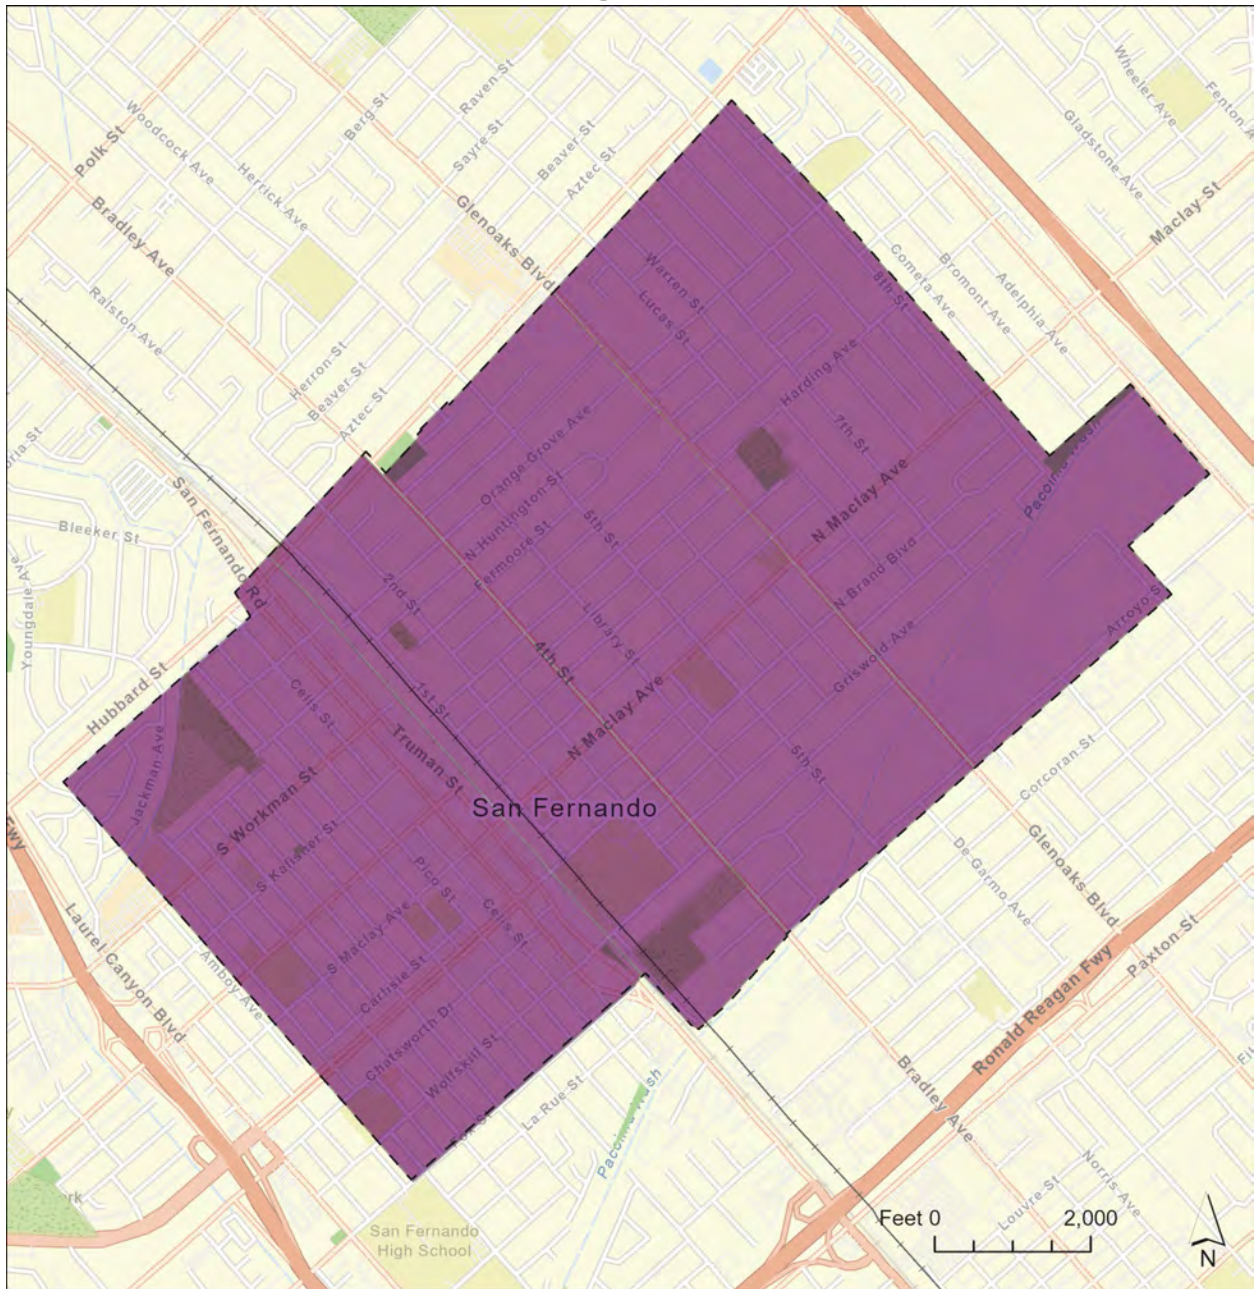 Raven St
Wheeler Ave
Fenton A
Berg St
Woodcock Ave
Sayre St
Beaver St
Gladstone Ave
Polk St
Herrick Ave
Aztec St
Maclay St
Bradley Ave
Glenoaks Blvd
Cometa Ave
Bromont Ave
Adelphia Ave
Warren St
8th St
Ralston Ave
Lucas St
Herron St
Harding Ave
Beaver St
Aztec St
Orange Grove Ave
7th St
oria St
N Maclay Ave
Pacoima Wash
San Fernando Rd
N Huntington St
5th St
Bleeker St
Fermoore St
N Brand Blvd
2nd St
Youngdale Ave
Ave
Library St
Arroyo S
4th St
Griswold Ave
Hubbard St
Celis St
1st St
N Maclay Ave
Jackman Ave
Truman St
5th St
Corcoran St
San Fernando
S Workman St
Fwy
S Kalisher St
Glenoaks Blvd
Pico St
De Garmo Ave
Laurel Canyon Blvd
S Maclay Ave
Celis St
Amboy Ave
Carlisle St
Paxton St
Ronald Reagan Fwy
Chatsworth Dr
Wolfskill St
Bradley Ave
La Rue St
Pacoima Wash
Norris Ave
ark
Louvre St
San Fernando
High School
Feet 0
2,000
N